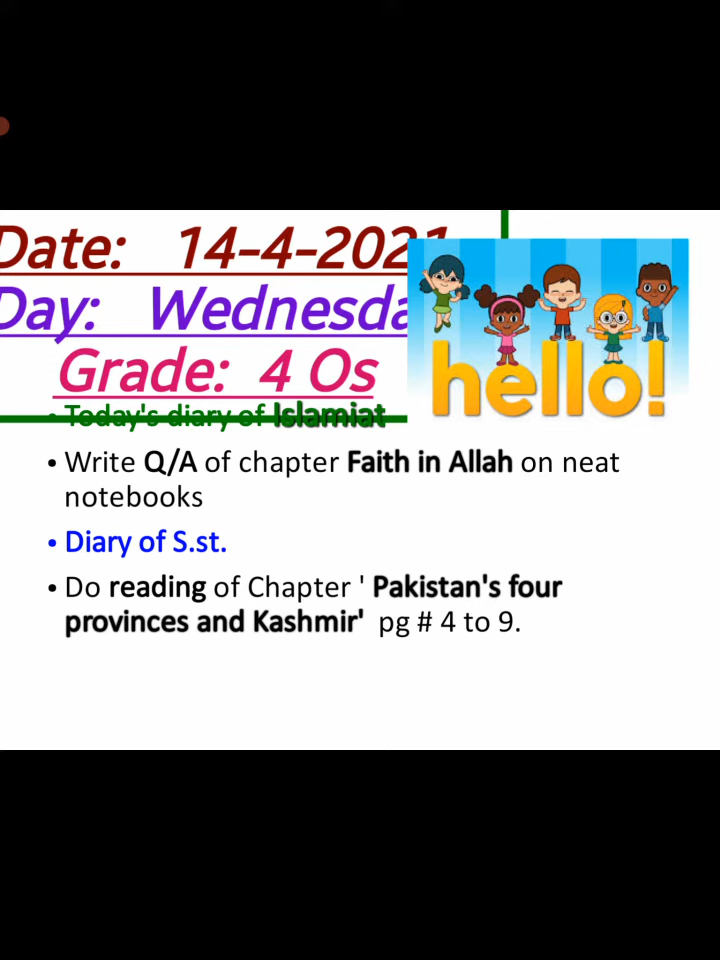 Date: 14-4-2021
Day: Wednesda
Grade: 4 Os
hello!
• Today's diary of Islamiat
• Write Q/A of chapter Faith in Allah on neat
notebooks
• Diary of S.st.
• Do reading of Chapter ' Pakistan's four
provinces and Kashmir' pg # 4 to 9.